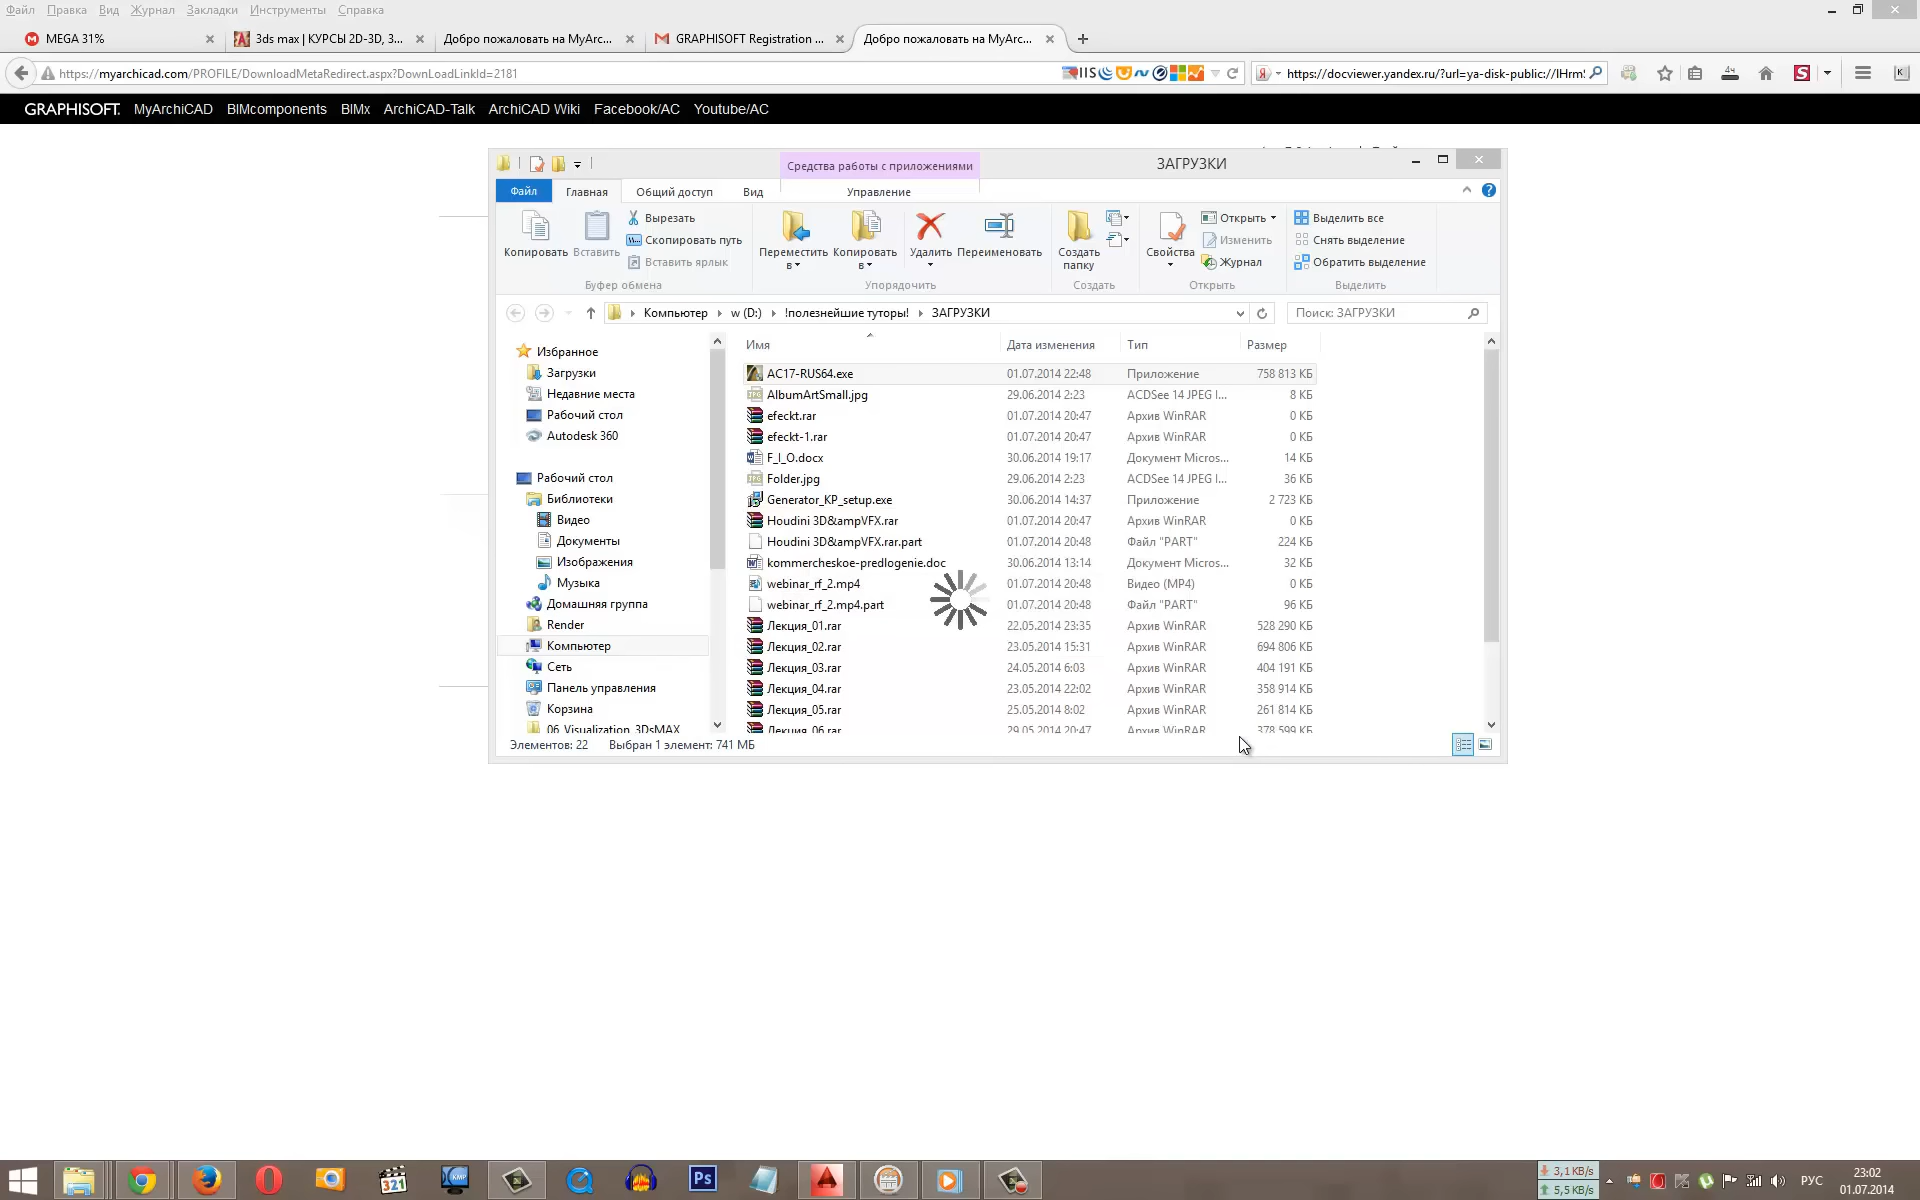 Файл Правка Вид Журнал Закладки Инструменты Справка
MEGA 31%
3ds max | КУРСЫ 2D-3D, 3...
Добро пожаловать на MyArc...
GRAPHISOFT Registration ...
Добро пожаловать на MyArc...
https://myarchicad.com/PROFILE/DownloadMetaRedirect.aspx?DownLoadLinkId=2181
https://docviewer.yandex.ru/?url=ya-disk-public://lHrm
GRAPHISOFT. MyArchiCAD BIMcomponents BIMx ArchiCAD-Talk ArchiCAD Wiki Facebook/AC Youtube/AC
Средства работы с приложениями
ЗАГРУЗКИ
Файл Главная Общий доступ Вид Управление
Копировать
Вставить
Вырезать
Скопировать путь
Вставить ярлык
Буфер обмена
Переместить в
Копировать в
Удалить
Переименовать
Упорядочить
Создать папку
Создать
Свойства
Открыть
Изменить
Журнал
Открыть
Выделить все
Снять выделение
Обратить выделение
Выделить
Компьютер w (D:) !полезнейшие туторы! ЗАГРУЗКИ
Поиск: ЗАГРУЗКИ
Избранное
Загрузки
Недавние места
Рабочий стол
Autodesk 360
Рабочий стол
Библиотеки
Видео
Документы
Изображения
Музыка
Домашняя группа
Render
Компьютер
Сеть
Панель управления
Корзина
06_Visualization_3DsMAX
Имя Дата изменения Тип Размер
AC17-RUS64.exe 01.07.2014 22:48 Приложение 758 813 КБ
AlbumArtSmall.jpg 29.06.2014 2:23 ACDSee 14 JPEG I... 8 КБ
efeckt.rar 01.07.2014 20:47 Архив WinRAR 0 КБ
efeckt-1.rar 01.07.2014 20:47 Архив WinRAR 0 КБ
F_I_O.docx 30.06.2014 19:17 Документ Micros... 14 КБ
Folder.jpg 29.06.2014 2:23 ACDSee 14 JPEG I... 36 КБ
Generator_KP_setup.exe 30.06.2014 14:37 Приложение 2 723 КБ
Houdini 3D&ampVFX.rar 01.07.2014 20:47 Архив WinRAR 0 КБ
Houdini 3D&ampVFX.rar.part 01.07.2014 20:48 Файл "PART" 224 КБ
kommercheskoe-predlogenie.doc 30.06.2014 13:14 Документ Micros... 32 КБ
webinar_rf_2.mp4 01.07.2014 20:48 Видео (MP4) 0 КБ
webinar_rf_2.mp4.part 01.07.2014 20:48 Файл "PART" 96 КБ
Лекция_01.rar 22.05.2014 23:35 Архив WinRAR 528 290 КБ
Лекция_02.rar 23.05.2014 15:31 Архив WinRAR 694 806 КБ
Лекция_03.rar 24.05.2014 6:03 Архив WinRAR 404 191 КБ
Лекция_04.rar 23.05.2014 22:02 Архив WinRAR 358 914 КБ
Лекция_05.rar 25.05.2014 8:02 Архив WinRAR 261 814 КБ
Лекция_06.rar 29.05.2014 20:47 Архив WinRAR 378 599 КБ
Элементов: 22 Выбран 1 элемент: 741 МБ
321
KMP
Ps
3,1 KB/s
5,5 KB/s
РУС
23:02
01.07.2014